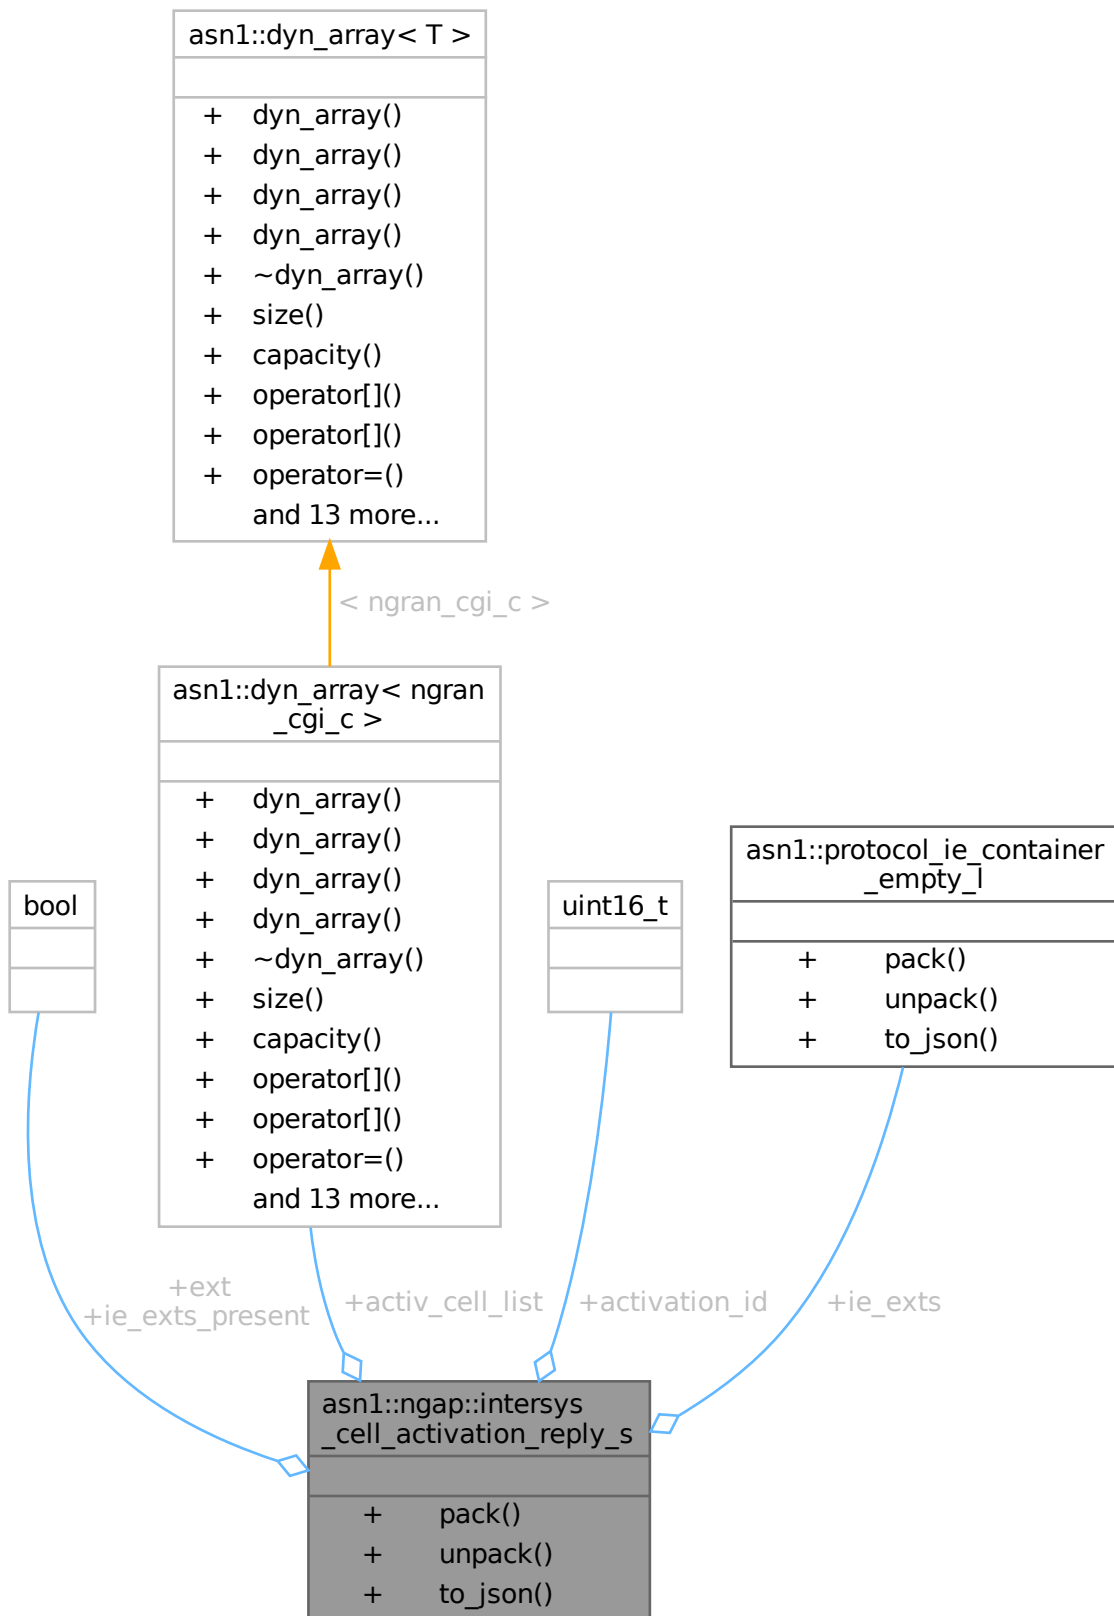 asn1::dyn_array< T >
+ dyn_array()
+ dyn_array()
+ dyn_array()
+ dyn_array()
+ ~dyn_array()
+ size()
+ capacity()
+ operator[]()
+ operator[]()
+ operator=()
and 13 more...
< ngran_cgi_c >
asn1::dyn_array< ngran
_cgi_c >
+ dyn_array()
+ dyn_array()
+ dyn_array()
+ dyn_array()
+ ~dyn_array()
+ size()
+ capacity()
+ operator[]()
+ operator[]()
+ operator=()
and 13 more...
bool
uint16_t
asn1::protocol_ie_container
_empty_l
+ pack()
+ unpack()
+ to_json()
+ext
+ie_exts_present
+activ_cell_list
+activation_id
+ie_exts
asn1::ngap::intersys
_cell_activation_reply_s
+ pack()
+ unpack()
+ to_json()